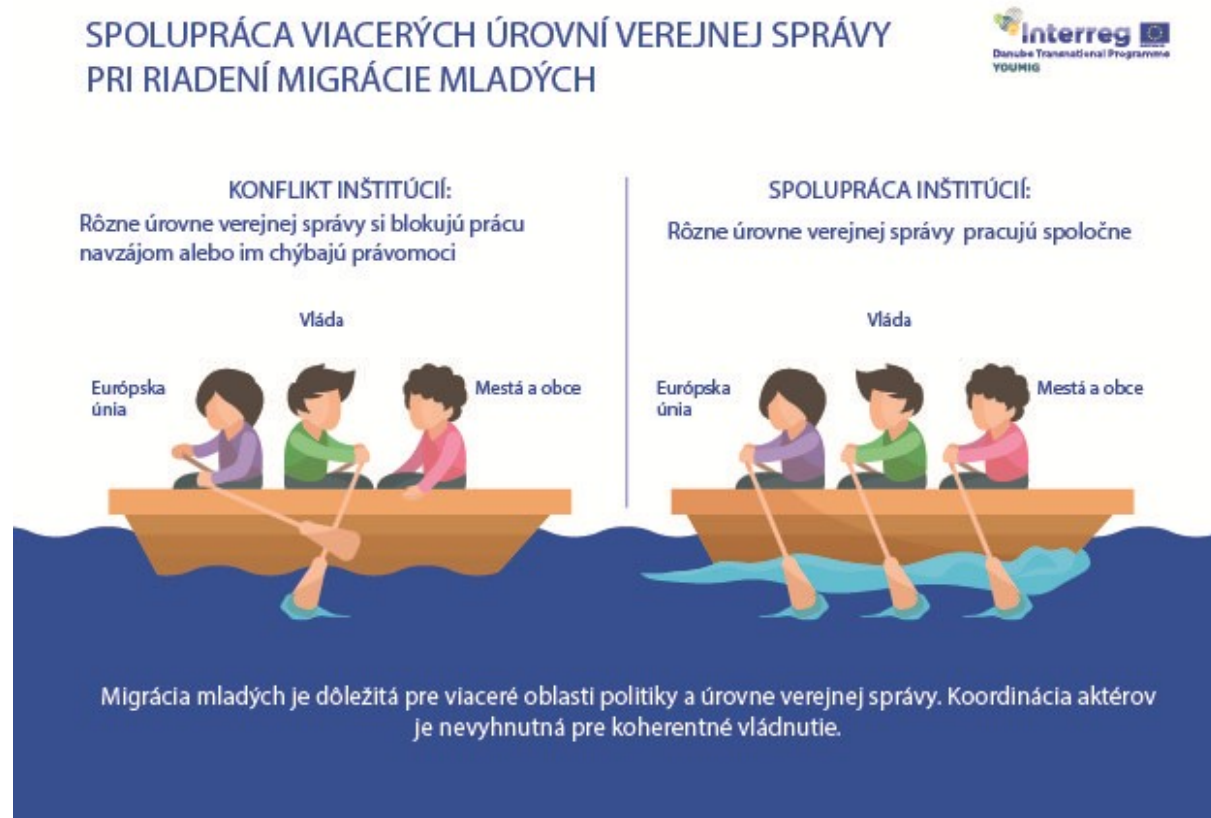 SPOLUPRÁCA VIACERÝCH ÚROVNÍ VEREJNEJ SPRÁVY
PRI RIADENÍ MIGRÁCIE MLADÝCH
Interreg
Danube Transnational Programme
YOUMIG
KONFLIKT INŠTITÚCIÍ:
Rôzne úrovne verejnej správy si blokujú prácu
navzájom alebo im chýbajú právomoci
Vláda
Európska
únia
Mestá a obce
SPOLUPRÁCA INŠTITÚCIÍ:
Rôzne úrovne verejnej správy pracujú spoločne
Vláda
Európska
únia
Mestá a obce
Migrácia mladých je dôležitá pre viaceré oblasti politiky a úrovne verejnej správy. Koordinácia aktérov
je nevyhnutná pre koherentné vládnutie.